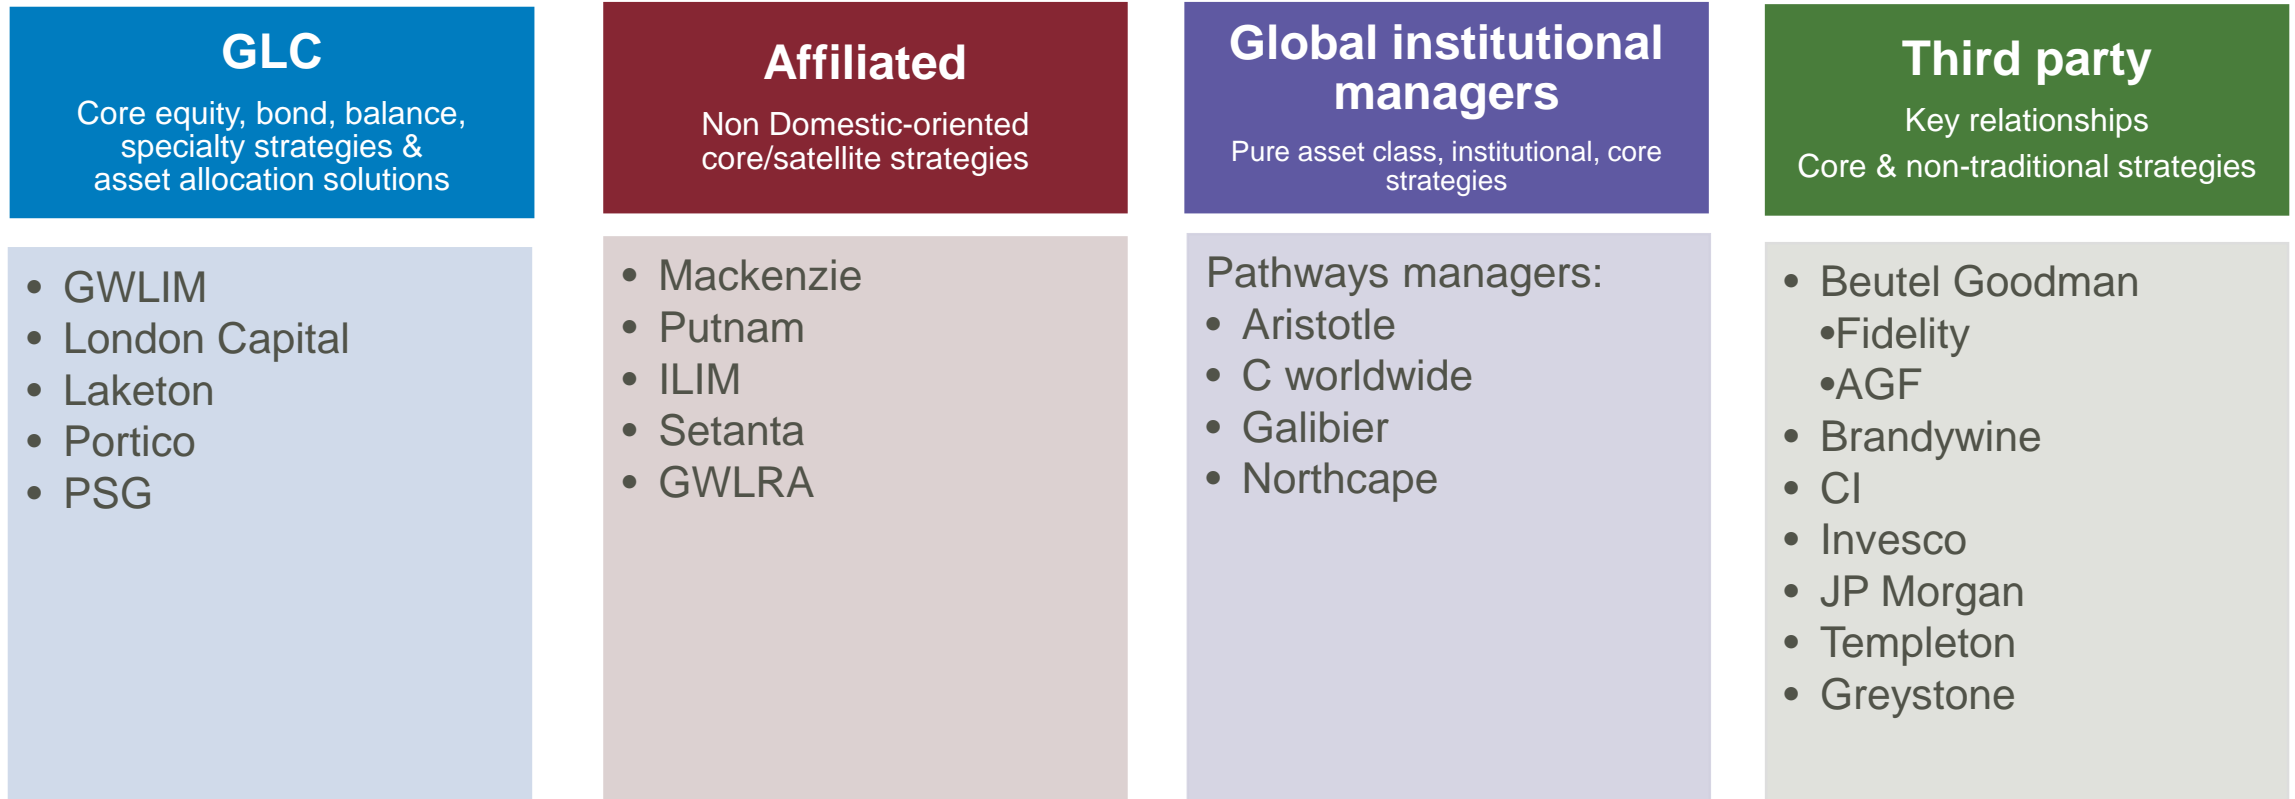 GLC
Core equity, bond, balance,
specialty strategies &
asset allocation solutions
• GWLIM
• London Capital
• Laketon
• Portico
• PSG
Affiliated
Non Domestic-oriented
core/satellite strategies
• Mackenzie
• Putnam
• ILIM
• Setanta
• GWLRA
Global institutional
managers
Pure asset class, institutional, core
strategies
Pathways managers:
• Aristotle
• C worldwide
• Galibier
• Northcape
Third party
Key relationships
Core & non-traditional strategies
• Beutel Goodman
•Fidelity
•AGF
• Brandywine
• CI
• Invesco
• JP Morgan
• Templeton
• Greystone